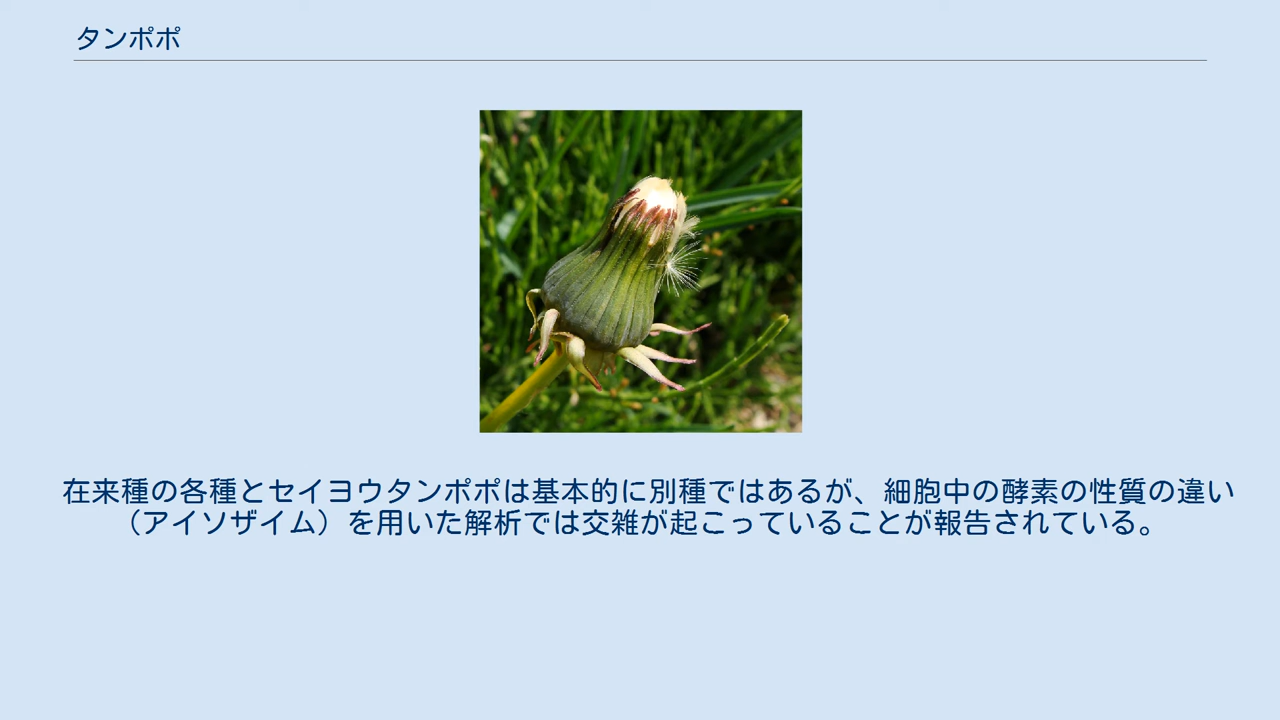 タンポポ
在来種の各種とセイヨウタンポポは基本的に別種ではあるが、細胞中の酵素の性質の違い
（アイソザイム）を用いた解析では交雑が起こっていることが報告されている。